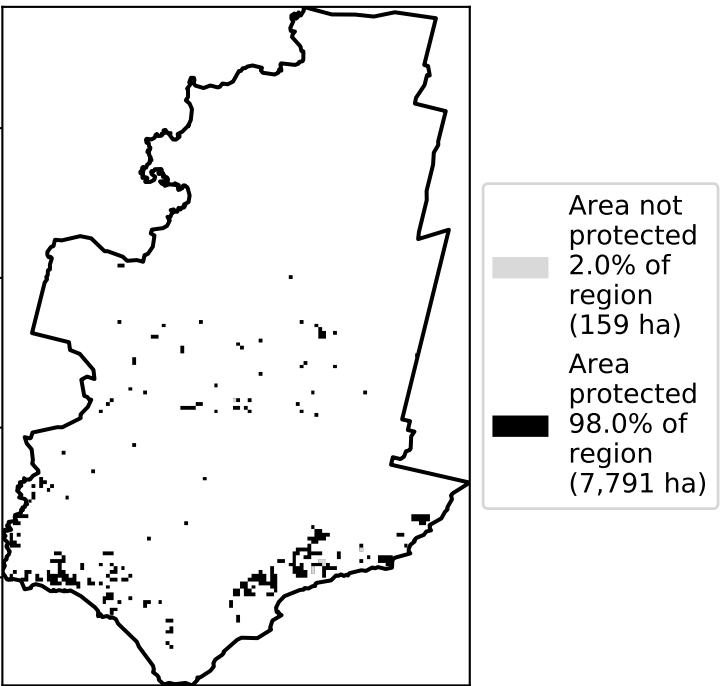 Area not
protected
2.0% of
region
(159 ha)
Area
protected
98.0% of
region
(7,791 ha)